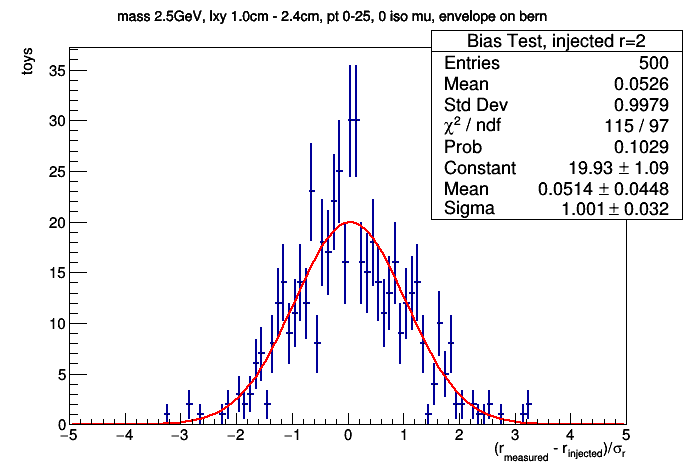 mass 2.5GeV, lxy 1.0cm - 2.4cm, pt 0-25, 0 iso mu, envelope on bern
Bias Test, injected r=2
Entries 500
Mean 0.0526
Std Dev 0.9979
χ² / ndf 115 / 97
Prob 0.1029
Constant 19.93 ± 1.09
Mean 0.0514 ± 0.0448
Sigma 1.001 ± 0.032
toys
35
30
25
20
15
10
5
0
−5 −4 −3 −2 −1 0 1 2 3 4 5
(r_measured - r_injected)/σ_r